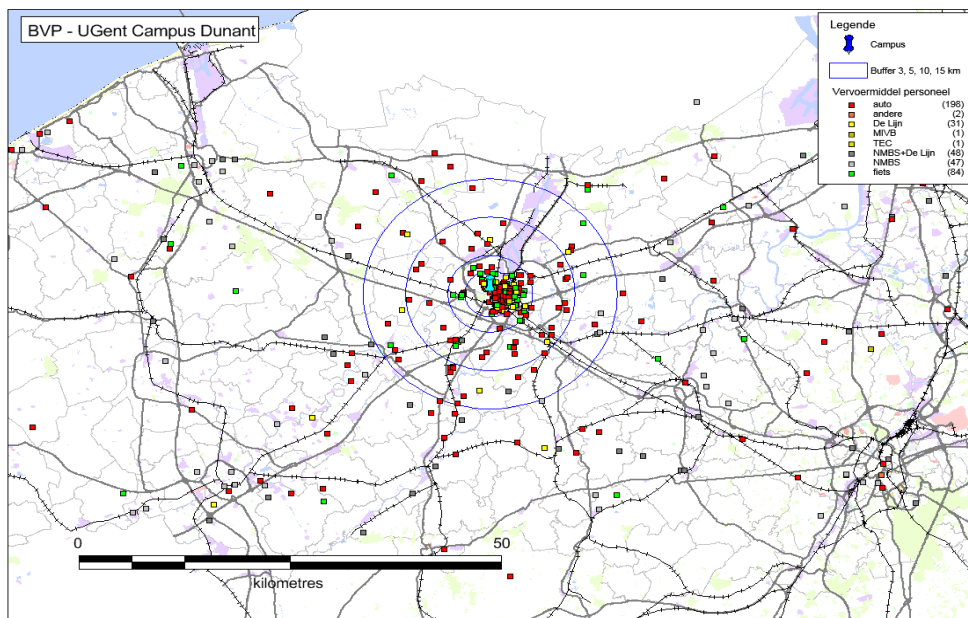 BVP - UGent Campus Dunant
Legende
Campus
Buffer 3, 5, 10, 15 km
Vervoermiddel personeel
auto (198)
andere (2)
De Lijn (31)
MIVB (1)
TEC (1)
NMBS+De Lijn (48)
NMBS (47)
fiets (84)
0 50
kilometres